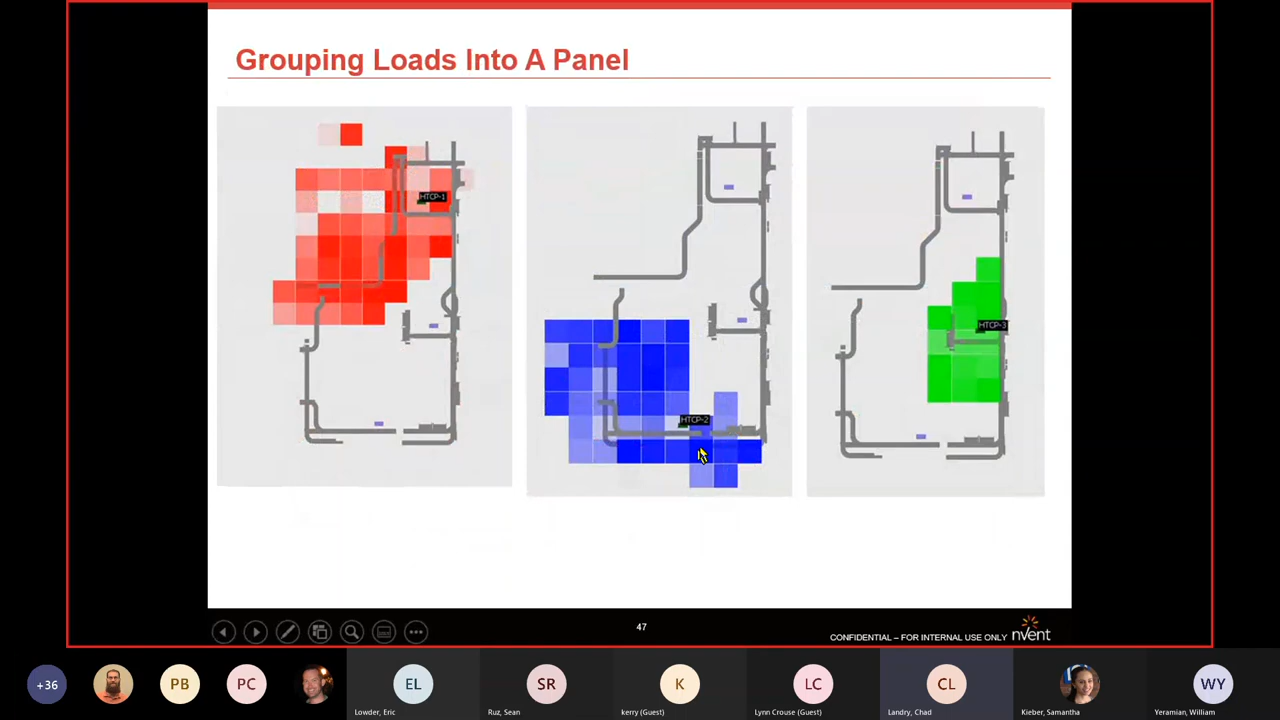 Grouping Loads Into A Panel
HTCP-1
HTCP-2
HTCP-3
47
CONFIDENTIAL – FOR INTERNAL USE ONLY
nvent
+36
PB
PC
EL
Lowder, Eric
SR
Ruz, Sean
K
kerry (Guest)
LC
Lynn Crouse (Guest)
CL
Landry, Chad
Kieber, Samantha
WY
Yeramian, William